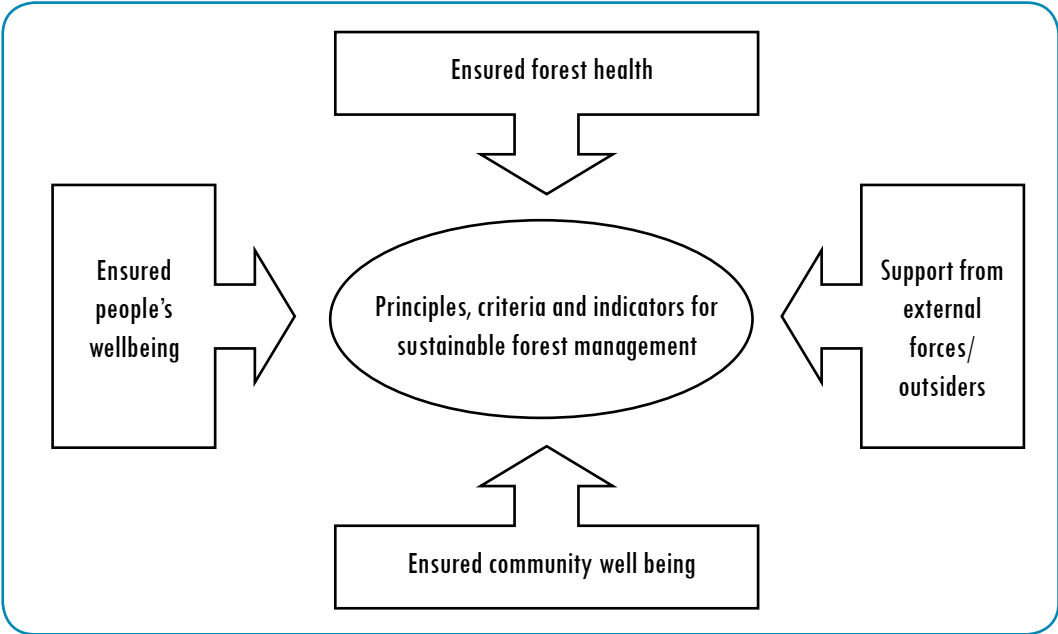 Ensured forest health
Ensured
people's
wellbeing
Principles, criteria and indicators for
sustainable forest management
Support from
external
forces/
outsiders
Ensured community well being